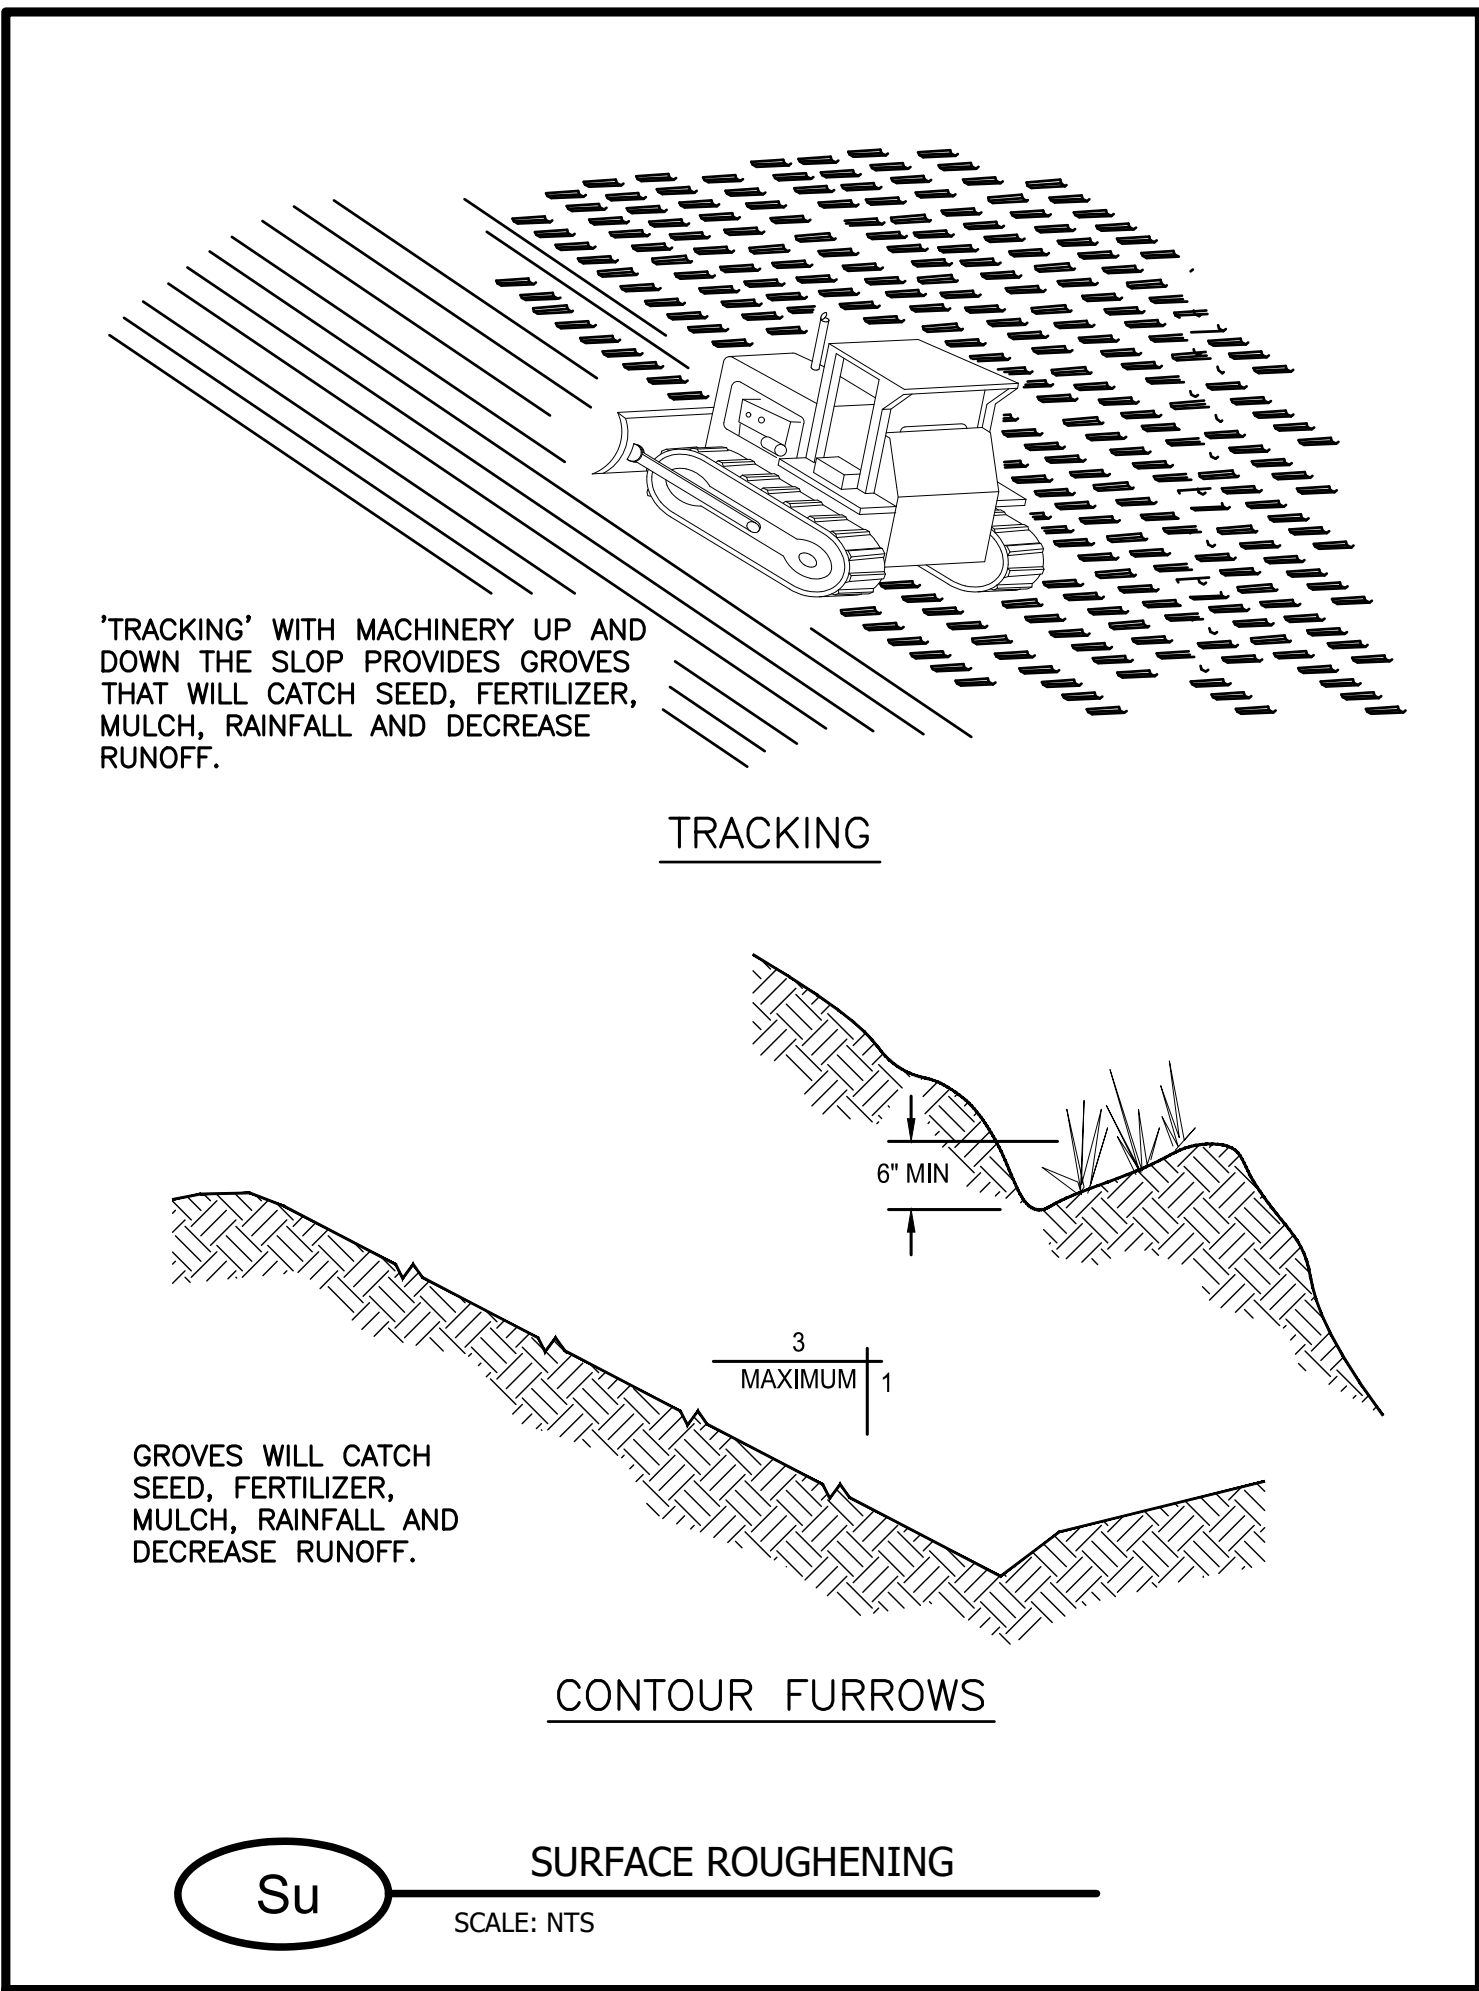 'TRACKING' WITH MACHINERY UP AND
DOWN THE SLOP PROVIDES GROVES
THAT WILL CATCH SEED, FERTILIZER,
MULCH, RAINFALL AND DECREASE
RUNOFF.
TRACKING
6" MIN
3
MAXIMUM 1
GROVES WILL CATCH
SEED, FERTILIZER,
MULCH, RAINFALL AND
DECREASE RUNOFF.
CONTOUR FURROWS
Su
SURFACE ROUGHENING
SCALE: NTS